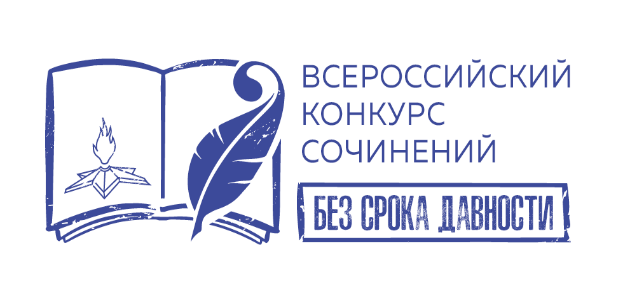 ВСЕРОССИЙСКИЙ
КОНКУРС
СОЧИНЕНИЙ
БЕЗ СРОКА ДАВНОСТИ